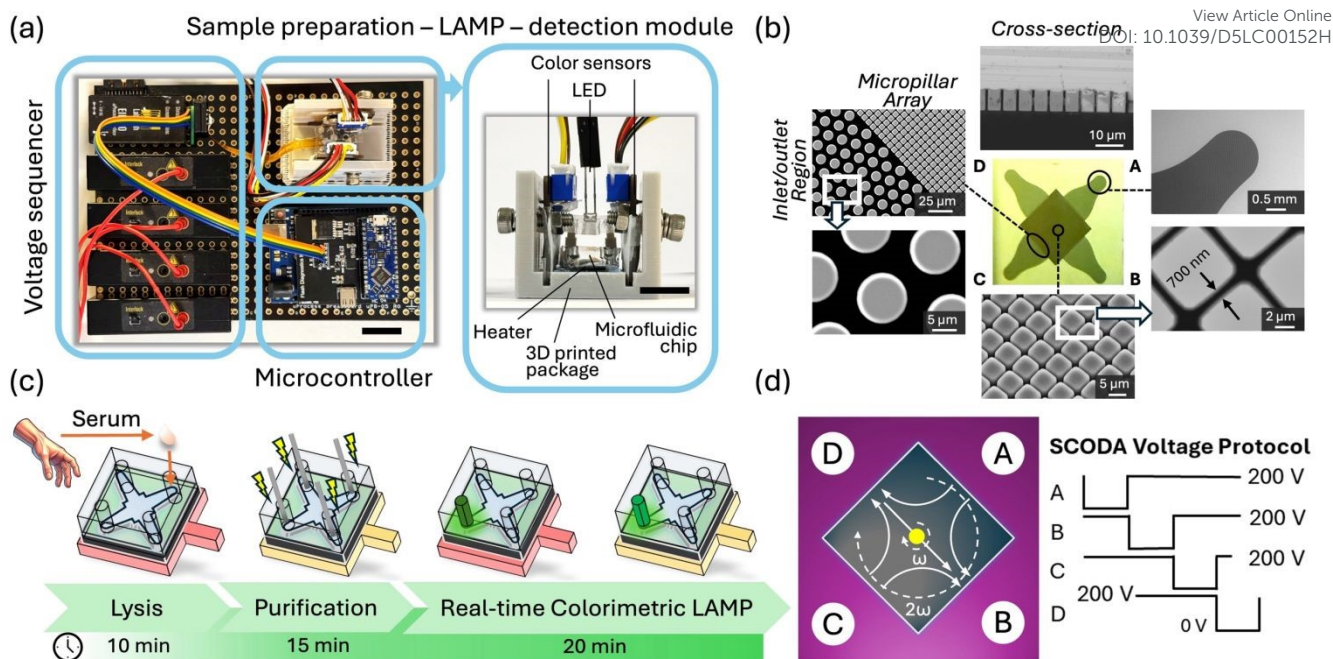 View Article Online
DOI: 10.1039/D5LC00152H
(a)
Sample preparation – LAMP – detection module
Voltage sequencer
Microcontroller
Color sensors
LED
Heater
3D printed
package
Microfluidic
chip
(b)
Cross-section
10 µm
Micropillar
Array
Inlet/outlet
Region
25 µm
5 µm
D
A
C
B
0.5 mm
700 nm
2 µm
5 µm
(c)
Serum
Lysis
Purification
Real-time Colorimetric LAMP
10 min
15 min
20 min
(d)
D
A
C
B
ω
2ω
SCODA Voltage Protocol
A
200 V
B
200 V
C
200 V
D
200 V
0 V